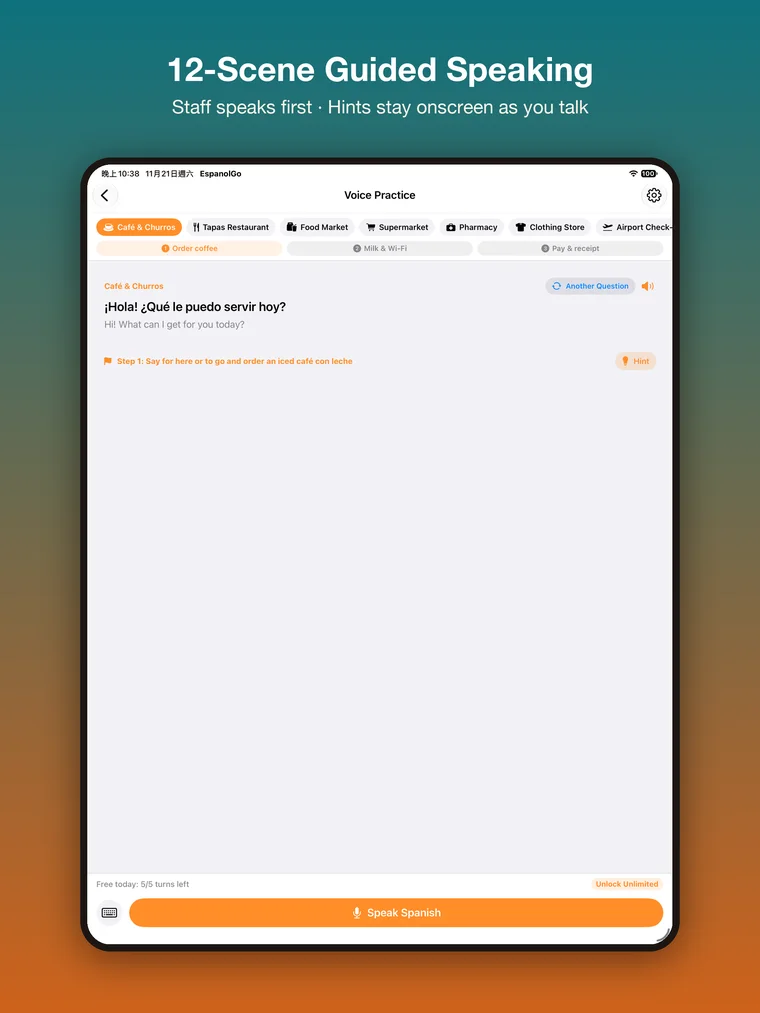 12-Scene Guided Speaking
Staff speaks first · Hints stay onscreen as you talk
晚上10:38 11月21日週六 EspanolGo 100
Voice Practice
Café & Churros Tapas Restaurant Food Market Supermarket Pharmacy Clothing Store Airport Check-
1 Order coffee 2 Milk & Wi-Fi 3 Pay & receipt
Café & Churros Another Question
¡Hola! ¿Qué le puedo servir hoy?
Hi! What can I get for you today?
Step 1: Say for here or to go and order an iced café con leche Hint
Free today: 5/5 turns left Unlock Unlimited
Speak Spanish